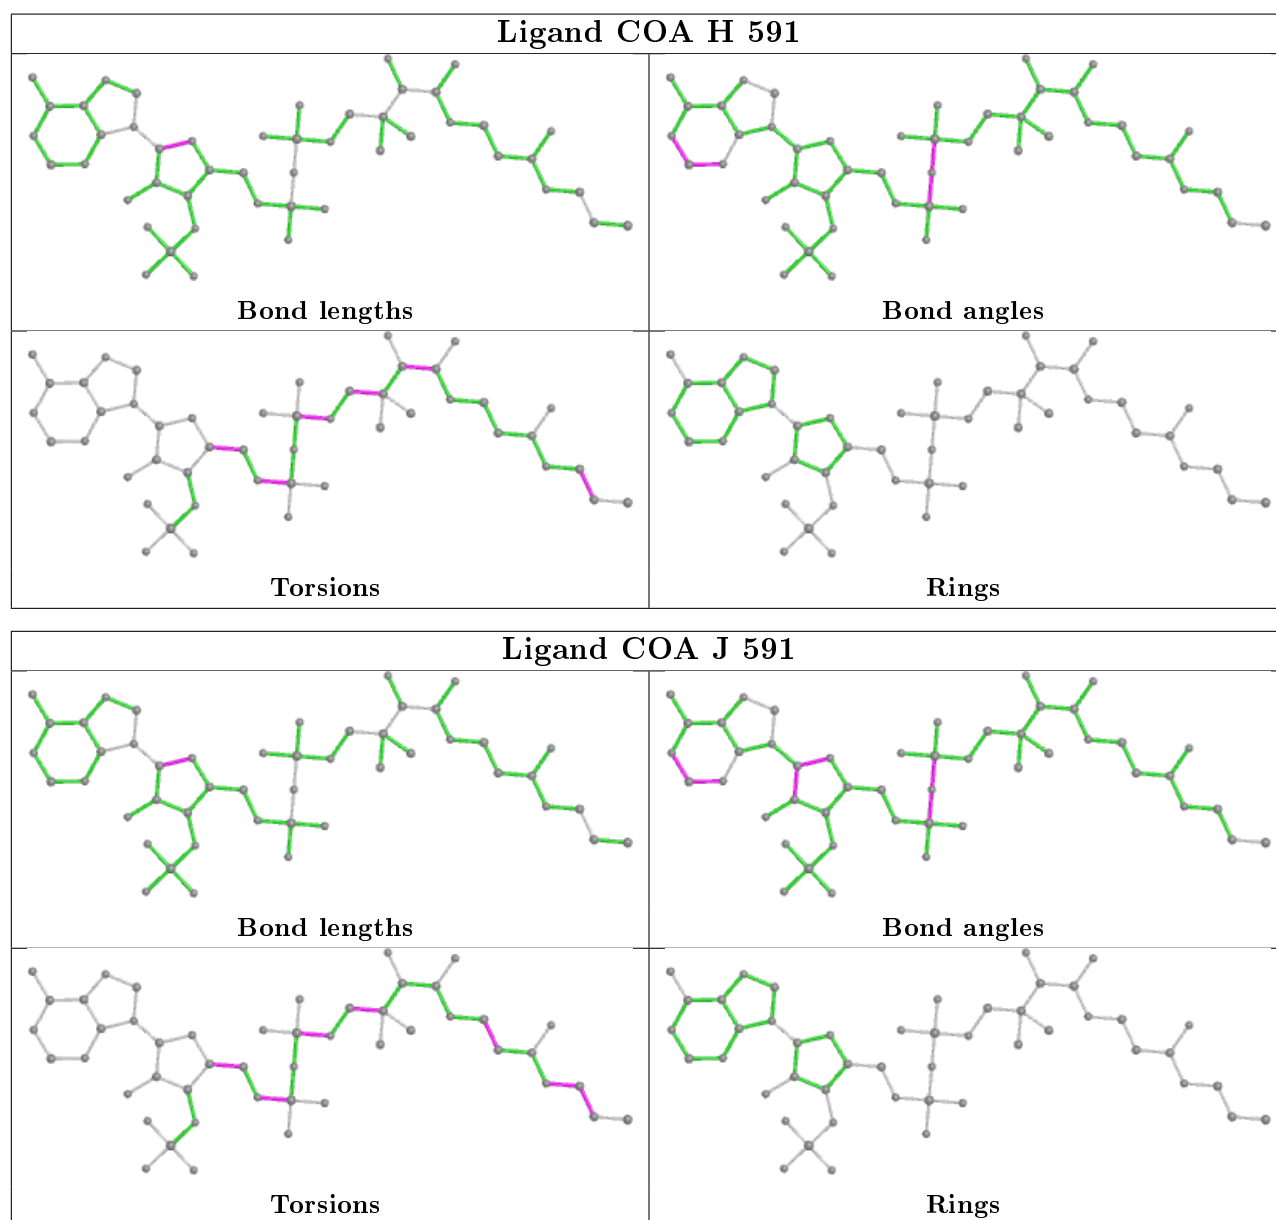 Ligand COA H 591
Bond lengths
Bond angles
Torsions
Rings
Ligand COA J 591
Bond lengths
Bond angles
Torsions
Rings